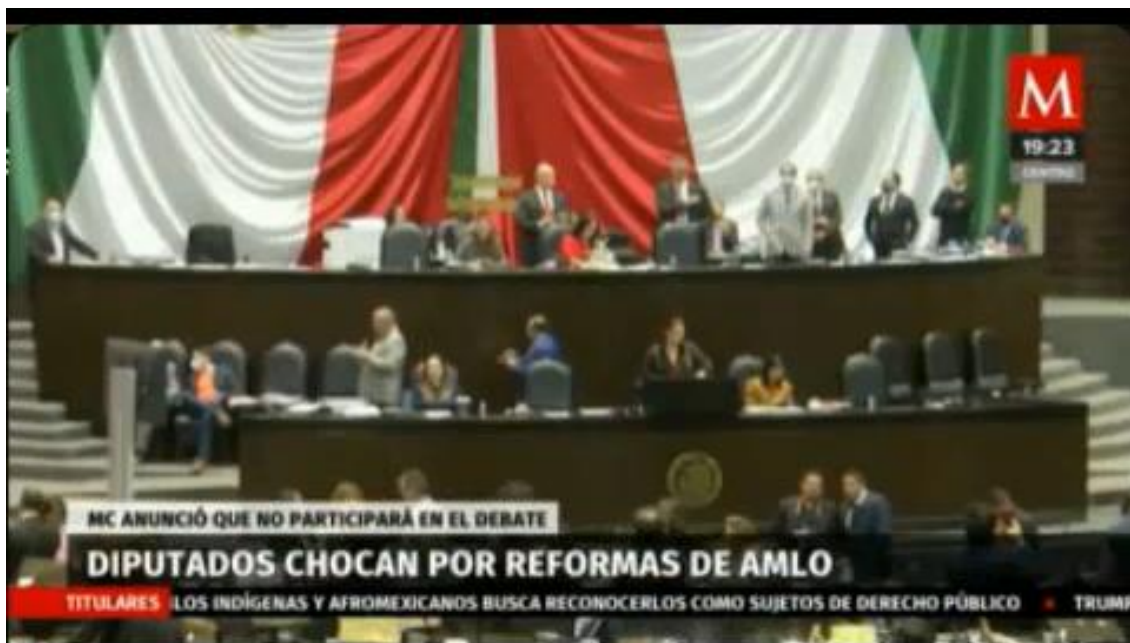 M
19:23
CENTRO
MC ANUNCIÓ QUE NO PARTICIPARÁ EN EL DEBATE
DIPUTADOS CHOCAN POR REFORMAS DE AMLO
TITULARES LOS INDÍGENAS Y AFROMEXICANOS BUSCA RECONOCERLOS COMO SUJETOS DE DERECHO PÚBLICO • TRUMP